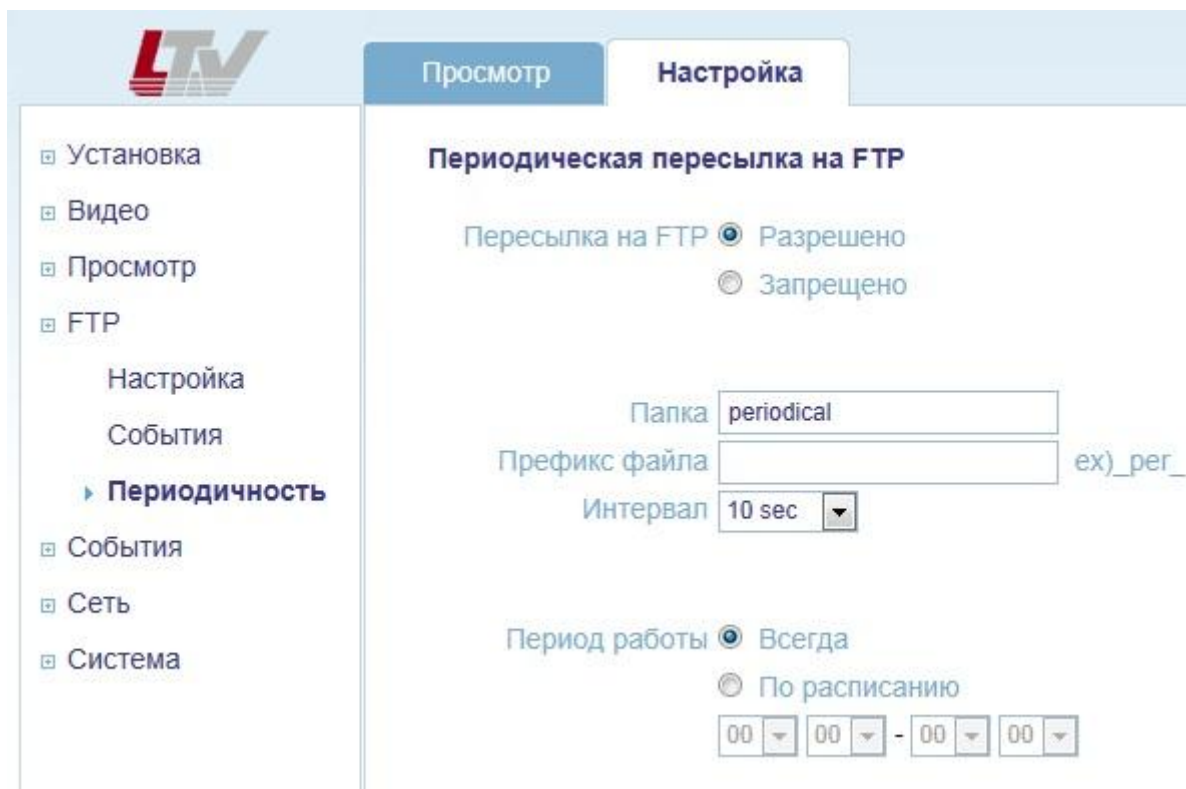 LTV
Просмотр
Настройка
Установка
Видео
Просмотр
FTP
Настройка
События
Периодичность
События
Сеть
Система
Периодическая пересылка на FTP
Пересылка на FTP Разрешено
Запрещено
Папка periodical
Префикс файла ex)_per_
Интервал 10 sec
Период работы Всегда
По расписанию
00 00 - 00 00